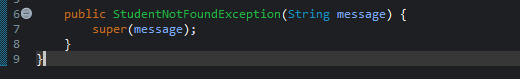 6 public StudentNotFoundException(String message) {
7 super(message);
8 }
9 }